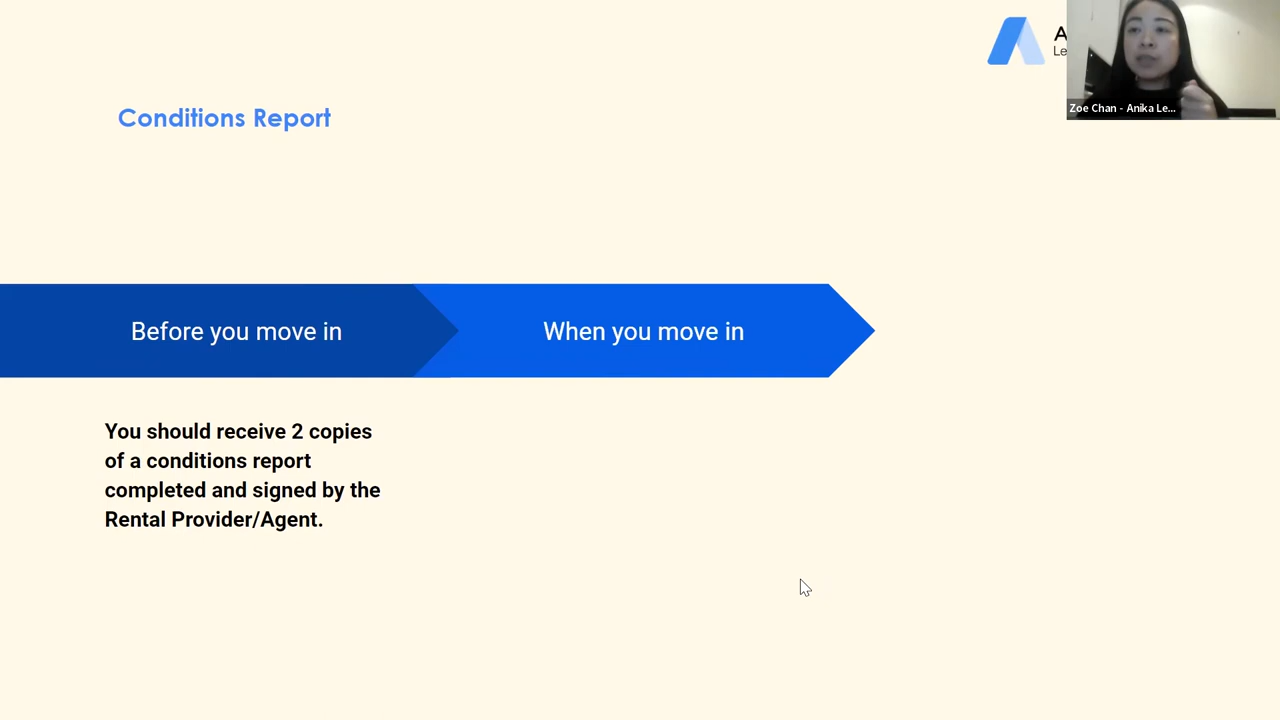 A
Le
Zoe Chan - Anika Le...
Conditions Report
Before you move in
When you move in
You should receive 2 copies
of a conditions report
completed and signed by the
Rental Provider/Agent.